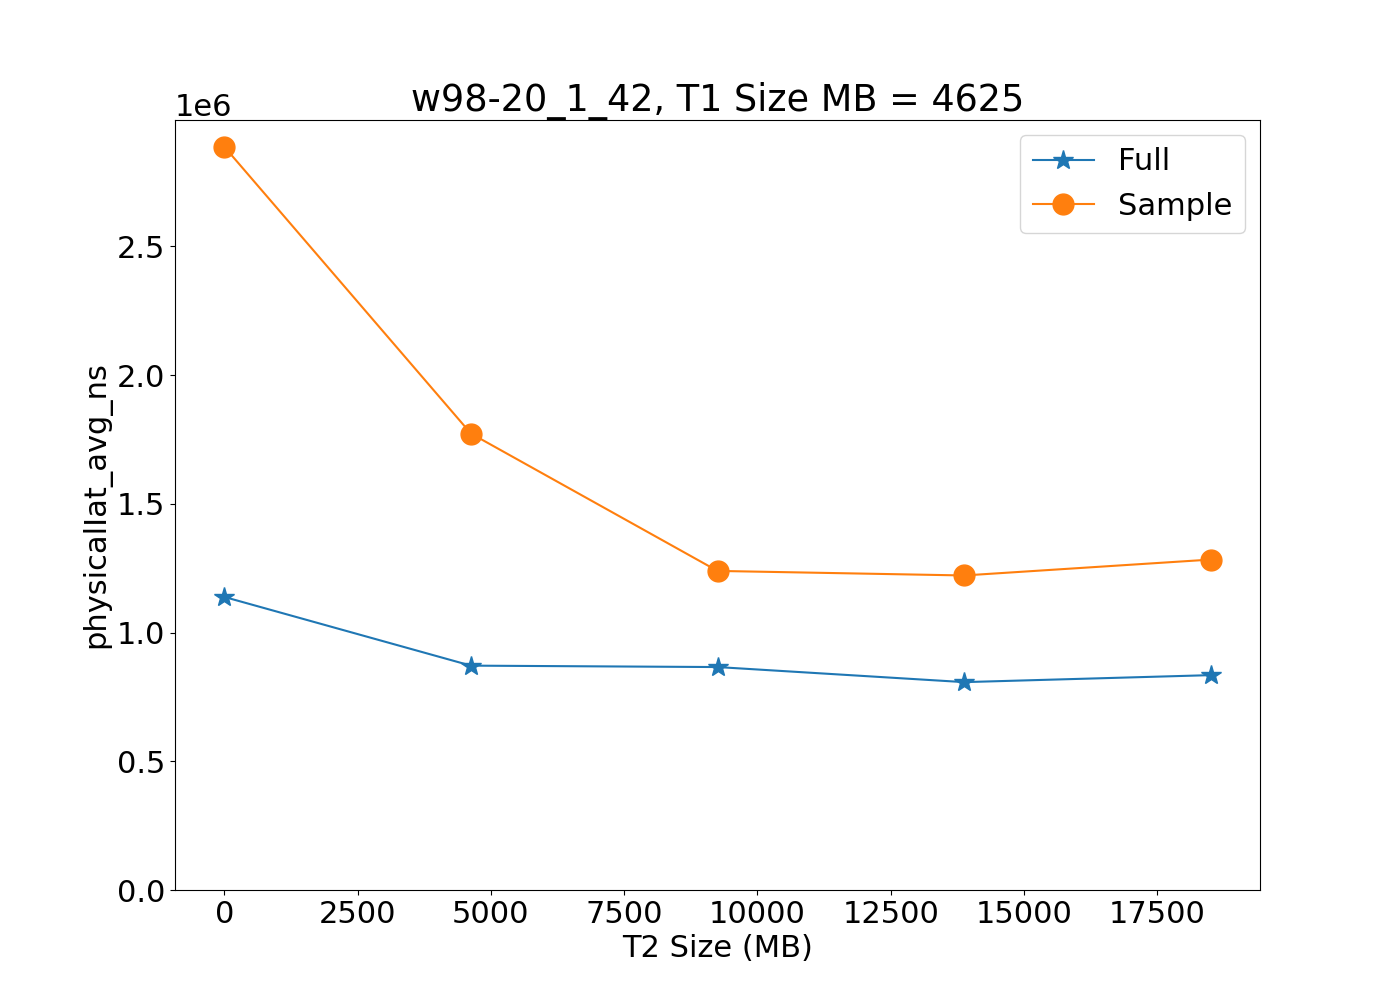 w98-20_1_42, T1 Size MB = 4625
1e6
Full
Sample
2.5
2.0
1.5
1.0
0.5
0.0
physicallat_avg_ns
0 2500 5000 7500 10000 12500 15000 17500
T2 Size (MB)